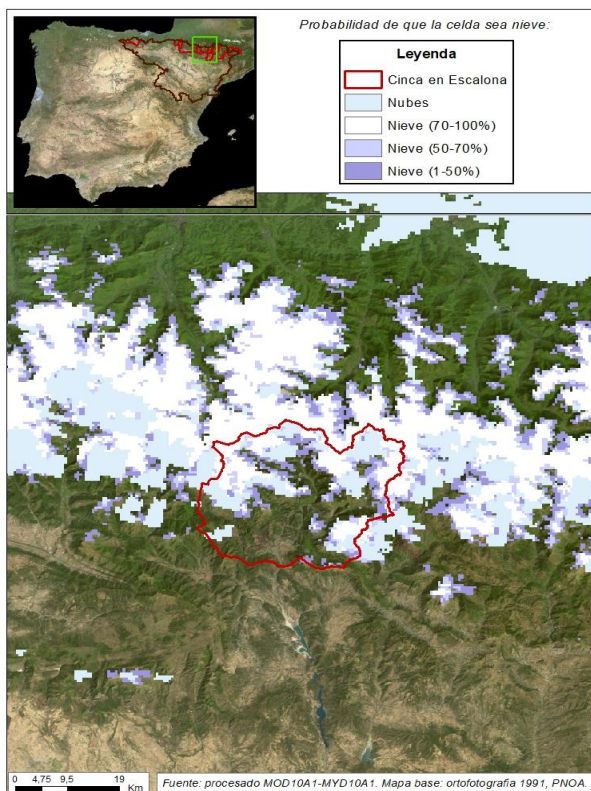 Probabilidad de que la celda sea nieve:
Leyenda
Cinca en Escalona
Nubes
Nieve (70-100%)
Nieve (50-70%)
Nieve (1-50%)
0 4,75 9,5 19
Km
Fuente: procesado MOD10A1-MYD10A1. Mapa base: ortofotografía 1991, PNOA.